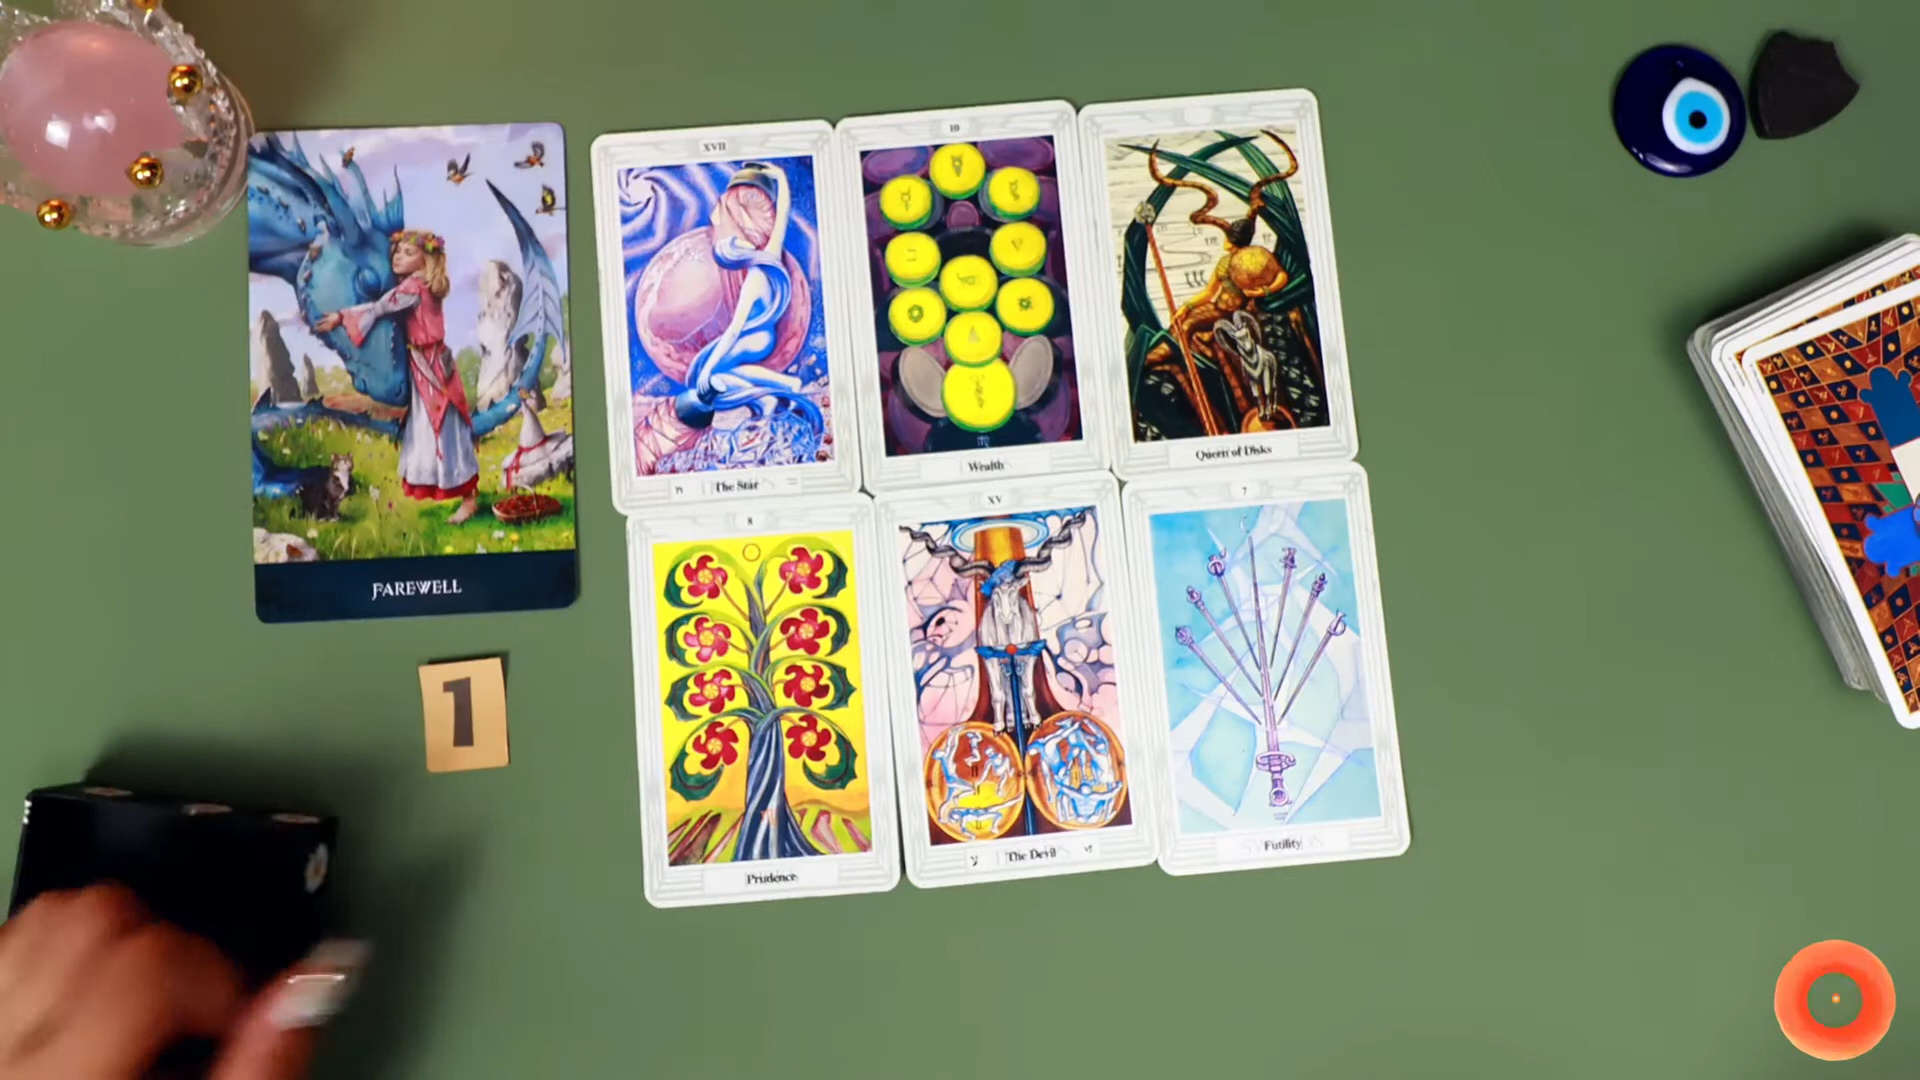 FAREWELL
1
XVII
The Star
10
Wealth
Queen of Disks
8
Prudence
XV
The Devil
7
Futility